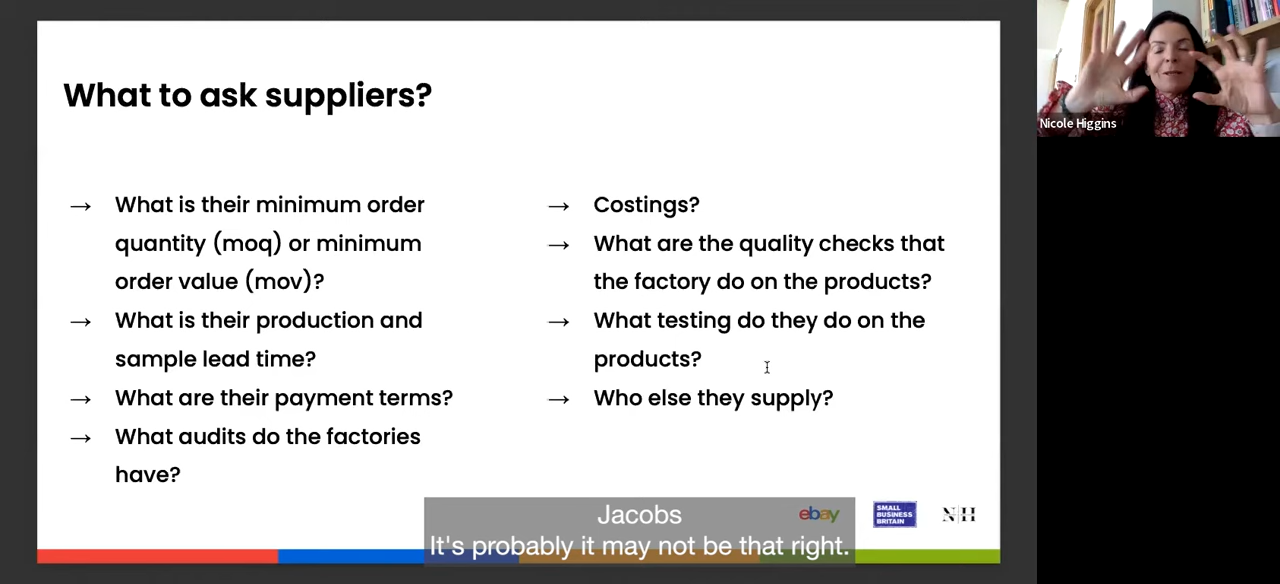 What to ask suppliers?
→ What is their minimum order
quantity (moq) or minimum
order value (mov)?
→ What is their production and
sample lead time?
→ What are their payment terms?
→ What audits do the factories
have?
→ Costings?
→ What are the quality checks that
the factory do on the products?
→ What testing do they do on the
products?
→ Who else they supply?
Jacobs
It's probably it may not be that right.
ebay
SMALL
BUSINESS
BRITAIN
NH
Nicole Higgins